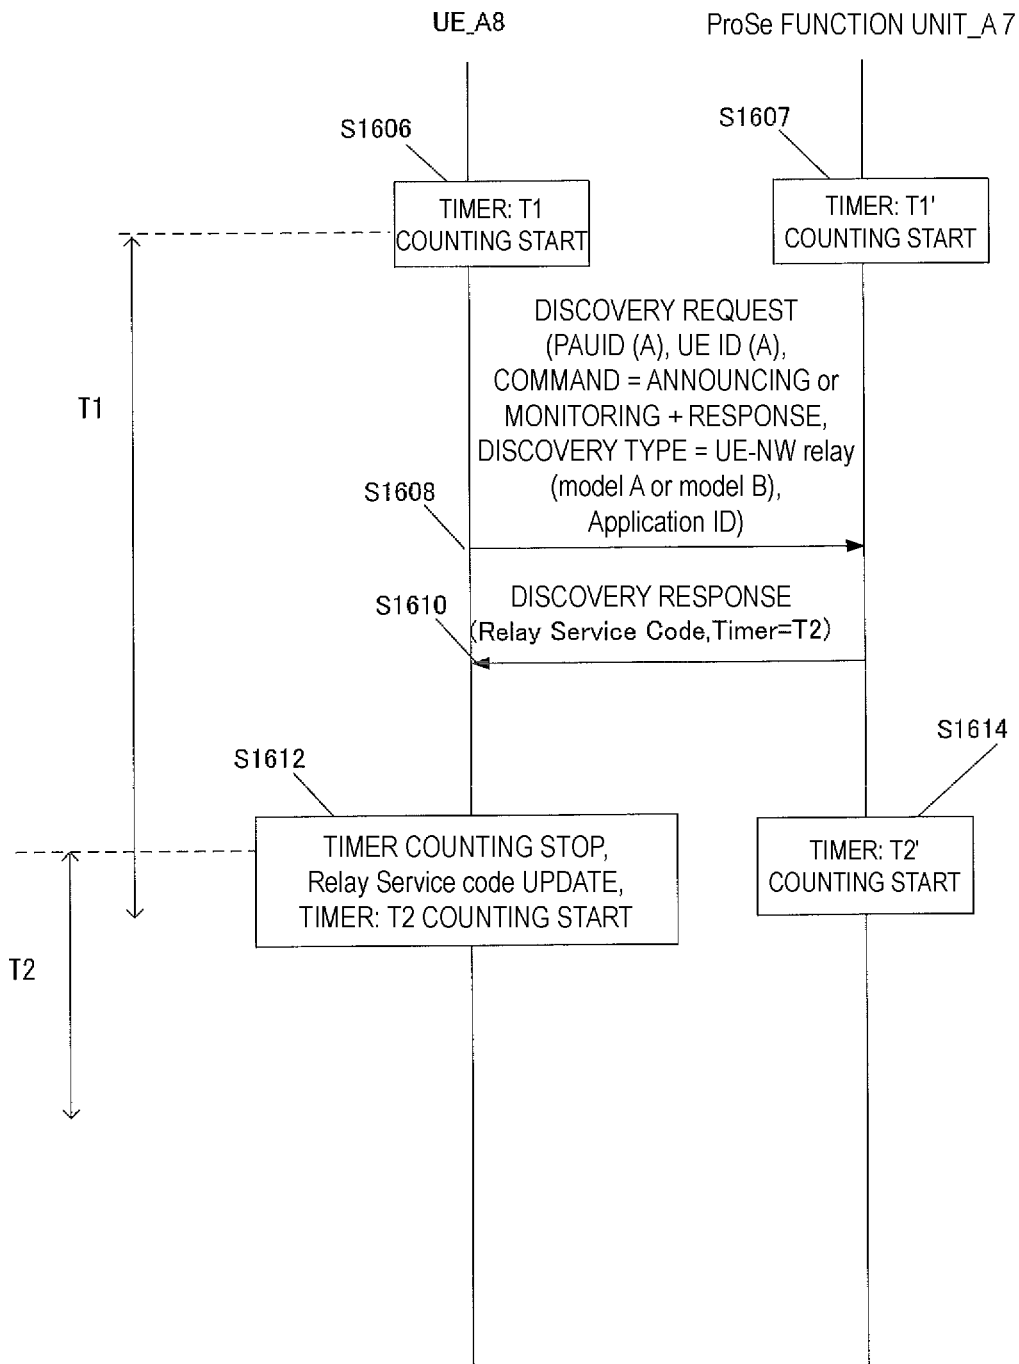 UE_A8
ProSe FUNCTION UNIT_A 7
S1606
S1607
TIMER: T1
COUNTING START
TIMER: T1'
COUNTING START
DISCOVERY REQUEST
(PAUID (A), UE ID (A),
COMMAND = ANNOUNCING or
MONITORING + RESPONSE,
DISCOVERY TYPE = UE-NW relay
(model A or model B),
Application ID)
T1
S1608
DISCOVERY RESPONSE
(Relay Service Code,Timer=T2)
S1610
S1612
S1614
TIMER COUNTING STOP,
Relay Service code UPDATE,
TIMER: T2 COUNTING START
TIMER: T2'
COUNTING START
T2